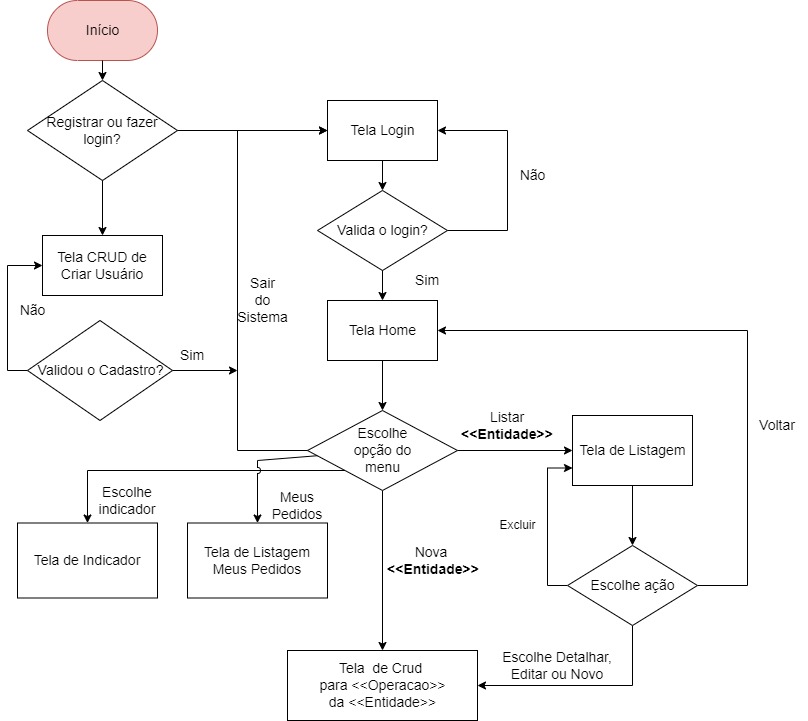 Início
Registrar ou fazer
login?
Tela Login
Não
Valida o login?
Tela CRUD de
Criar Usuário
Sim
Sair
do
Sistema
Não
Tela Home
Validou o Cadastro?
Sim
Escolhe
opção do
menu
Listar
<<Entidade>>
Tela de Listagem
Voltar
Escolhe
indicador
Meus
Pedidos
Excluir
Tela de Indicador
Tela de Listagem
Meus Pedidos
Nova
<<Entidade>>
Escolhe ação
Escolhe Detalhar,
Editar ou Novo
Tela  de Crud
para <<Operacao>>
da <<Entidade>>